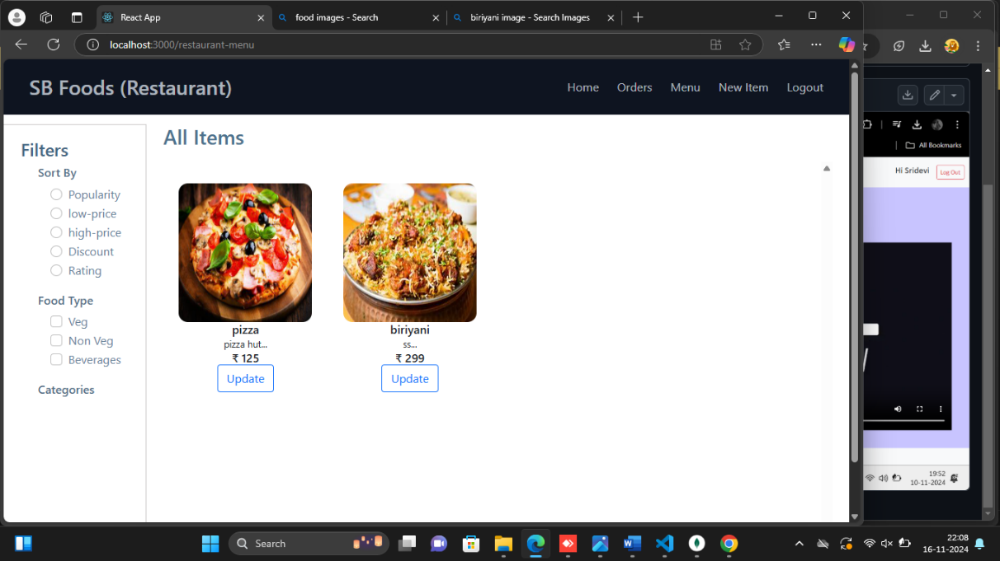 React App
food images - Search
biriyani image - Search Images
localhost:3000/restaurant-menu
SB Foods (Restaurant)
Home
Orders
Menu
New Item
Logout
Filters
Sort By
Popularity
low-price
high-price
Discount
Rating
Food Type
Veg
Non Veg
Beverages
Categories
All Items
pizza
pizza hut...
₹ 125
Update
biriyani
ss...
₹ 299
Update
All Bookmarks
Hi Sridevi
Log Out
19:52
10-11-2024
Search
22:08
16-11-2024